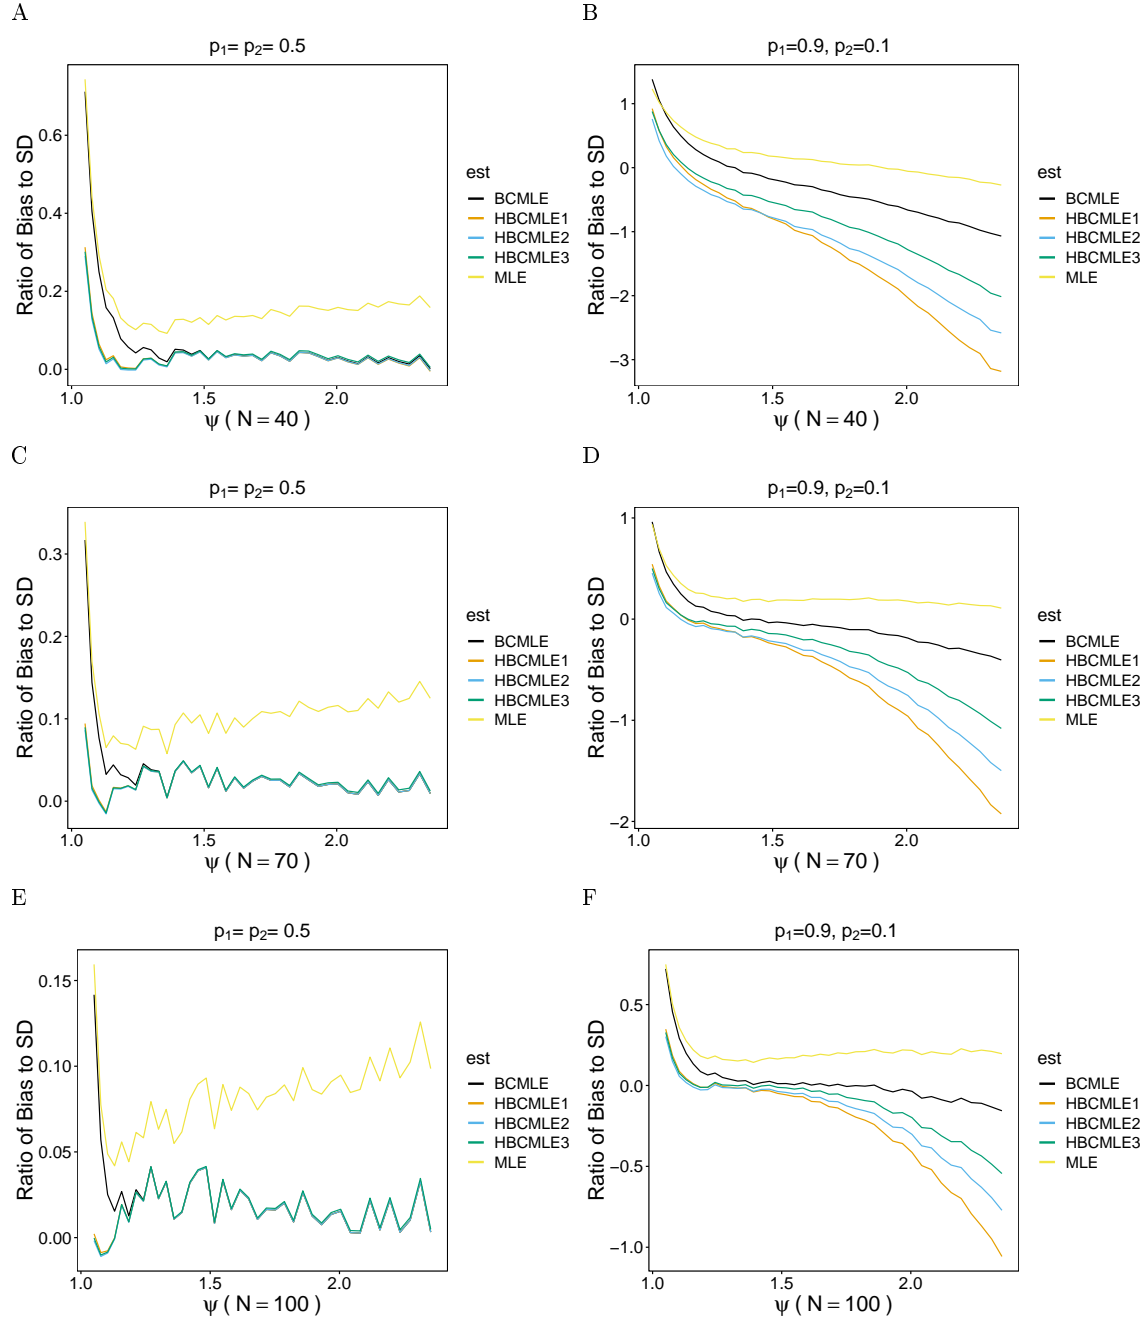 A
p₁= p₂= 0.5
Ratio of Bias to SD
0.6
0.4
0.2
0.0
1.0 1.5 2.0
ψ ( N = 40 )
est
BCMLE
HBCMLE1
HBCMLE2
HBCMLE3
MLE
B
p₁=0.9, p₂=0.1
Ratio of Bias to SD
1
0
−1
−2
−3
1.0 1.5 2.0
ψ ( N = 40 )
est
BCMLE
HBCMLE1
HBCMLE2
HBCMLE3
MLE
C
p₁= p₂= 0.5
Ratio of Bias to SD
0.3
0.2
0.1
0.0
1.0 1.5 2.0
ψ ( N = 70 )
est
BCMLE
HBCMLE1
HBCMLE2
HBCMLE3
MLE
D
p₁=0.9, p₂=0.1
Ratio of Bias to SD
1
0
−1
−2
1.0 1.5 2.0
ψ ( N = 70 )
est
BCMLE
HBCMLE1
HBCMLE2
HBCMLE3
MLE
E
p₁= p₂= 0.5
Ratio of Bias to SD
0.15
0.10
0.05
0.00
1.0 1.5 2.0
ψ ( N = 100 )
est
BCMLE
HBCMLE1
HBCMLE2
HBCMLE3
MLE
F
p₁=0.9, p₂=0.1
Ratio of Bias to SD
0.5
0.0
−0.5
−1.0
1.0 1.5 2.0
ψ ( N = 100 )
est
BCMLE
HBCMLE1
HBCMLE2
HBCMLE3
MLE